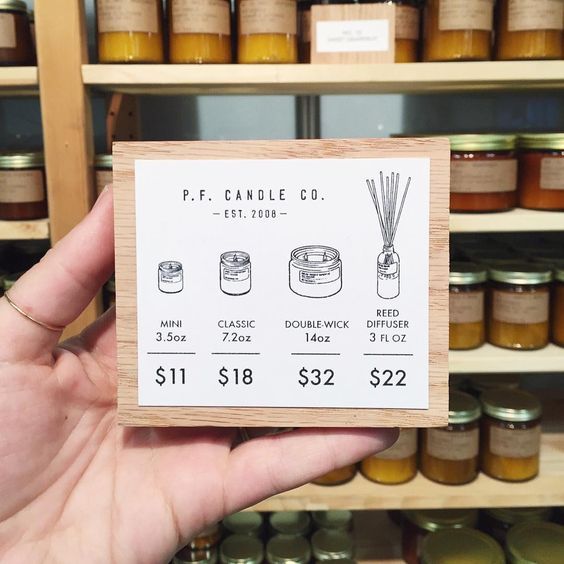 P.F. CANDLE CO.
— EST. 2008 —
MINI
3.5oz
$11
CLASSIC
7.2oz
$18
DOUBLE-WICK
14oz
$32
REED
DIFFUSER
3 FL OZ
$22